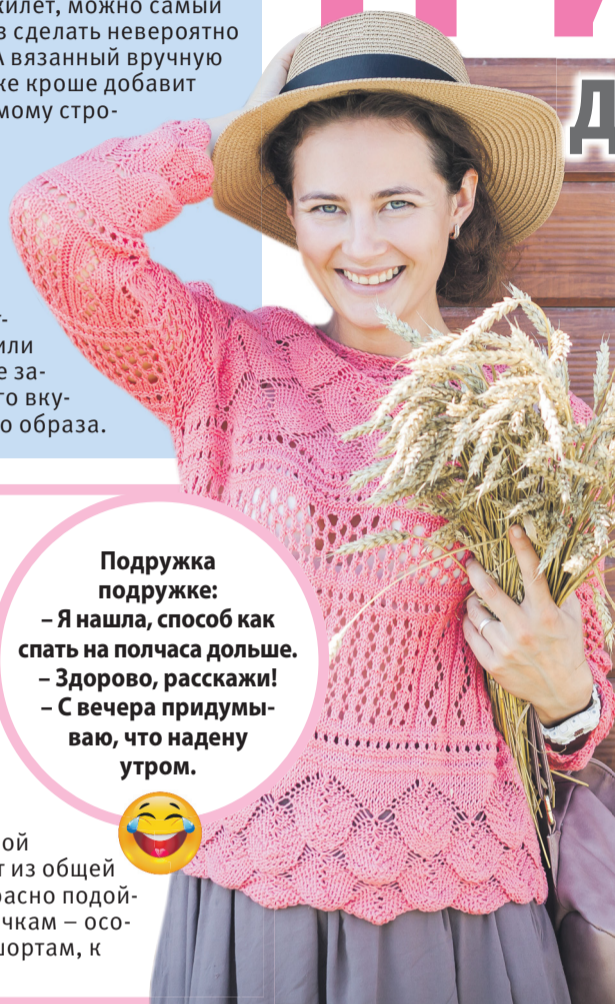 жилет, можно самый
з сделать невероятно
А вязанный вручную
же кроше добавит
мому стро-
или
е за-
го вку-
о образа.
Д
Подружка
подружке:
– Я нашла, способ как
спать на полчаса дольше.
– Здорово, расскажи!
– С вечера придумы-
ваю, что надену
утром.
ой
т из общей
расно подой-
чкам – осо-
шортам, к